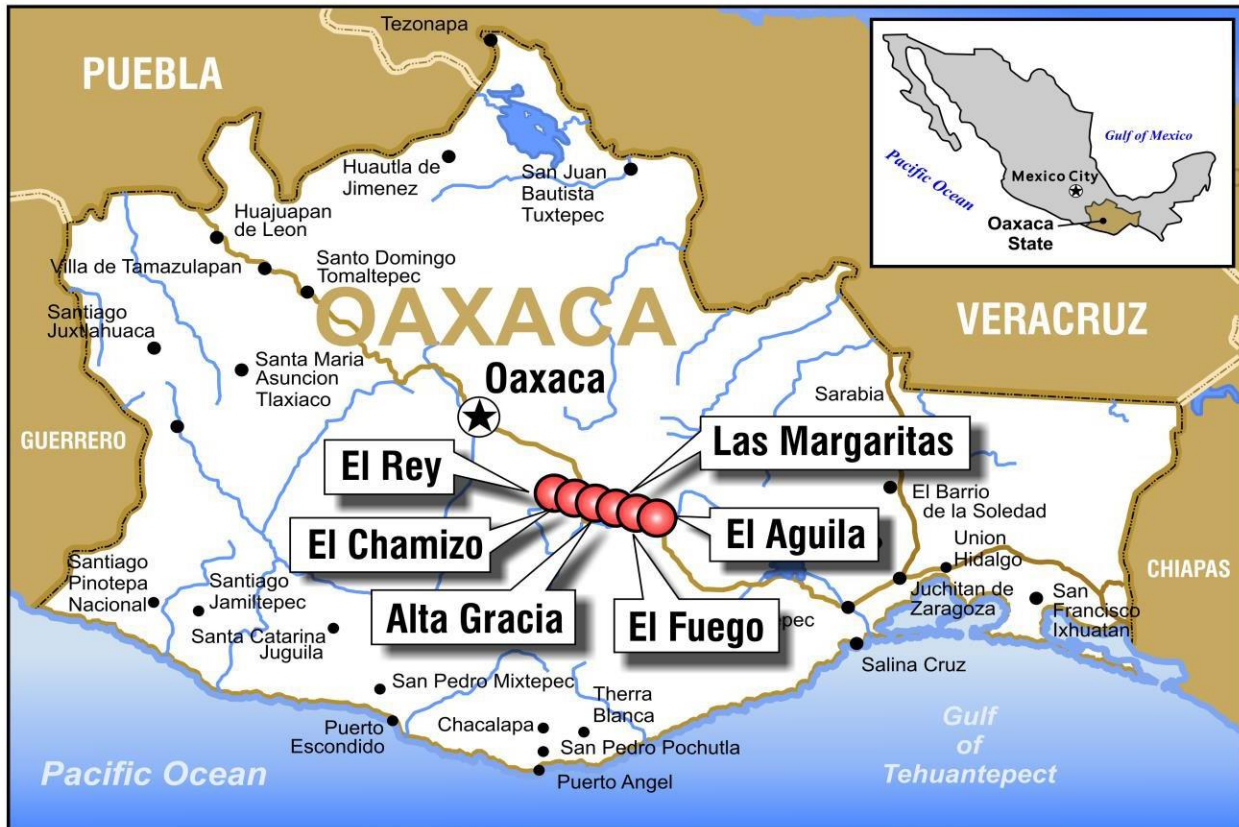 Tezonapa
PUEBLA
Huautla de
Jimenez
San Juan
Bautista
Tuxtepec
Huajuapan
de Leon
Villa de Tamazulapan
Santo Domingo
Tomaltepec
Santiago
Juxtlahuaca
OAXACA
Santa Maria
Asuncion
Tlaxiaco
Oaxaca
Gulf of Mexico
Pacific Ocean
Mexico City
Oaxaca
State
VERACRUZ
Sarabia
GUERRERO
Las Margaritas
El Rey
El Chamizo
El Aguila
Alta Gracia
El Fuego
El Barrio
de la Soledad
Union
Hidalgo
CHIAPAS
Santiago
Pinotepa
Nacional
Santiago
Jamiltepec
Santa Catarina
Juguila
epec
Juchitan de
Zaragoza
San
Francisco
Ixhuatan
Salina Cruz
San Pedro Mixtepec
Therra
Blanca
Puerto
Escondido
Chacalapa
San Pedro Pochutla
Puerto Angel
Pacific Ocean
Gulf
of
Tehuantepect